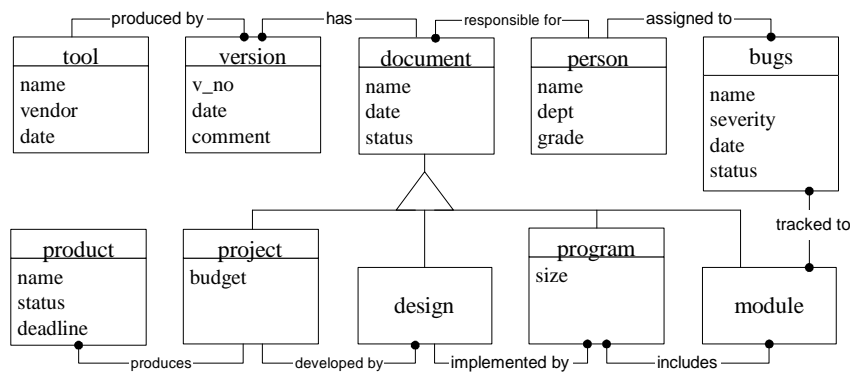 produced by
has
responsible for
assigned to
tool
name
vendor
date
version
v_no
date
comment
document
name
date
status
person
name
dept
grade
bugs
name
severity
date
status
tracked to
product
name
status
deadline
project
budget
design
program
size
module
produces
developed by
implemented by
includes